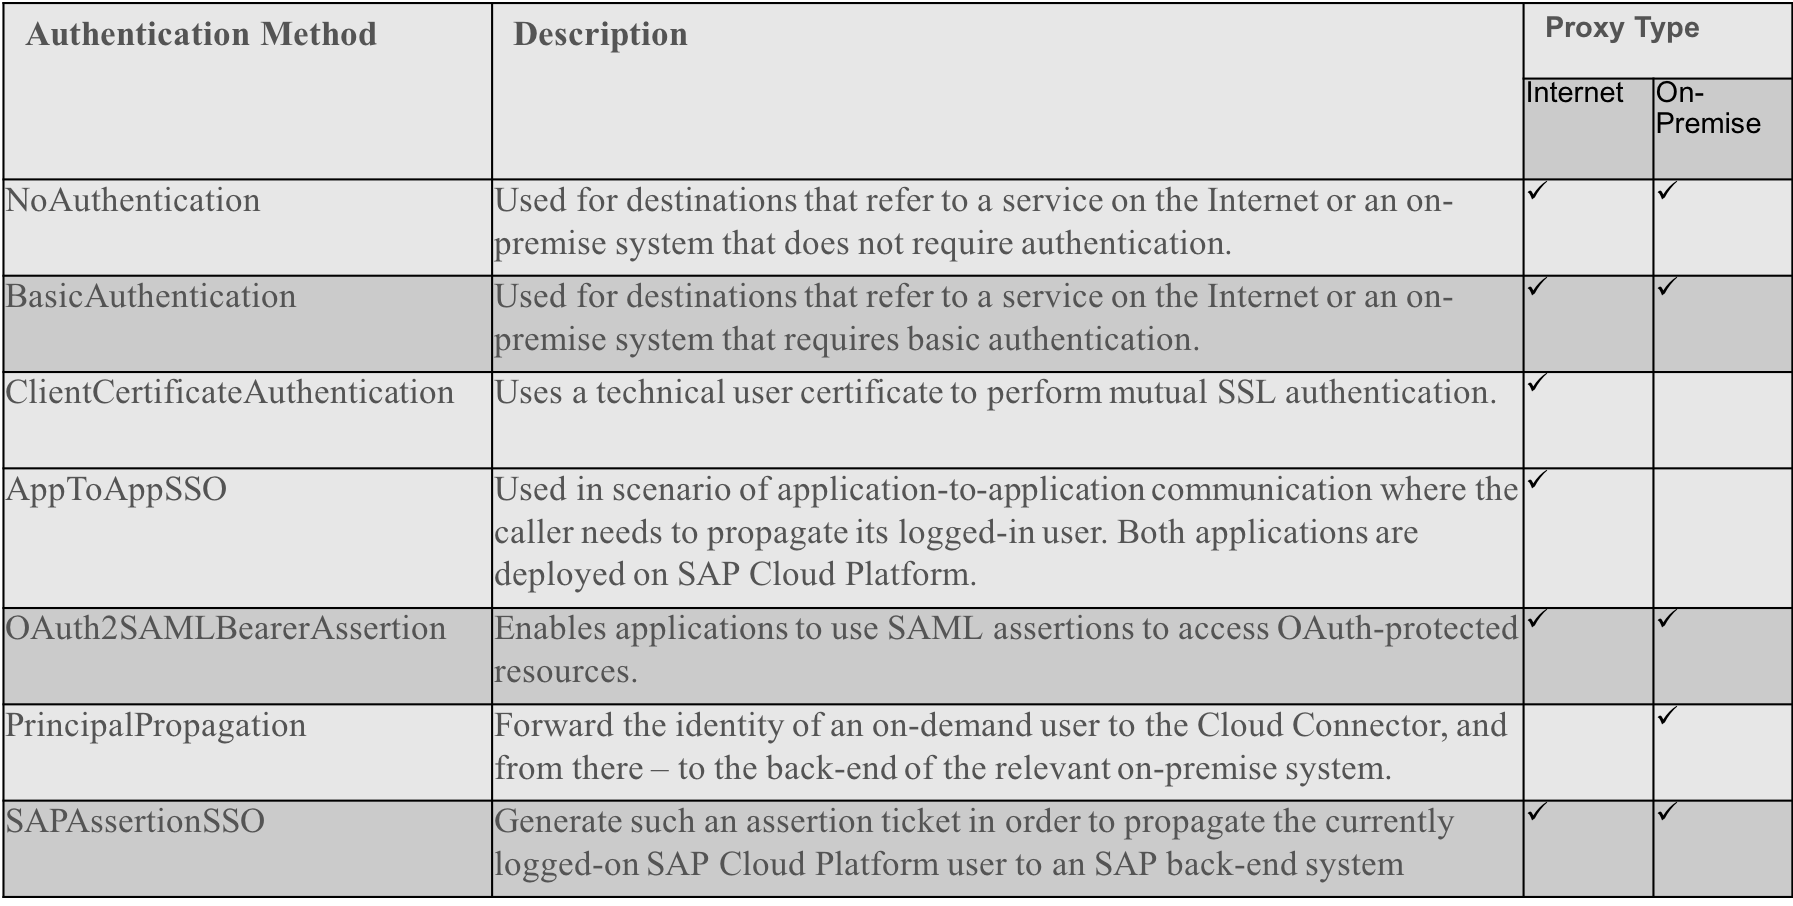 Authentication Method
Description
Proxy Type
Internet
On-
Premise
NoAuthentication
Used for destinations that refer to a service on the Internet or an on-
premise system that does not require authentication.
✓
✓
BasicAuthentication
Used for destinations that refer to a service on the Internet or an on-
premise system that requires basic authentication.
✓
✓
ClientCertificateAuthentication
Uses a technical user certificate to perform mutual SSL authentication.
✓
AppToAppSSO
Used in scenario of application-to-application communication where the
caller needs to propagate its logged-in user. Both applications are
deployed on SAP Cloud Platform.
✓
OAuth2SAMLBearerAssertion
Enables applications to use SAML assertions to access OAuth-protected
resources.
✓
✓
PrincipalPropagation
Forward the identity of an on-demand user to the Cloud Connector, and
from there – to the back-end of the relevant on-premise system.
✓
SAPAssertionSSO
Generate such an assertion ticket in order to propagate the currently
logged-on SAP Cloud Platform user to an SAP back-end system
✓
✓